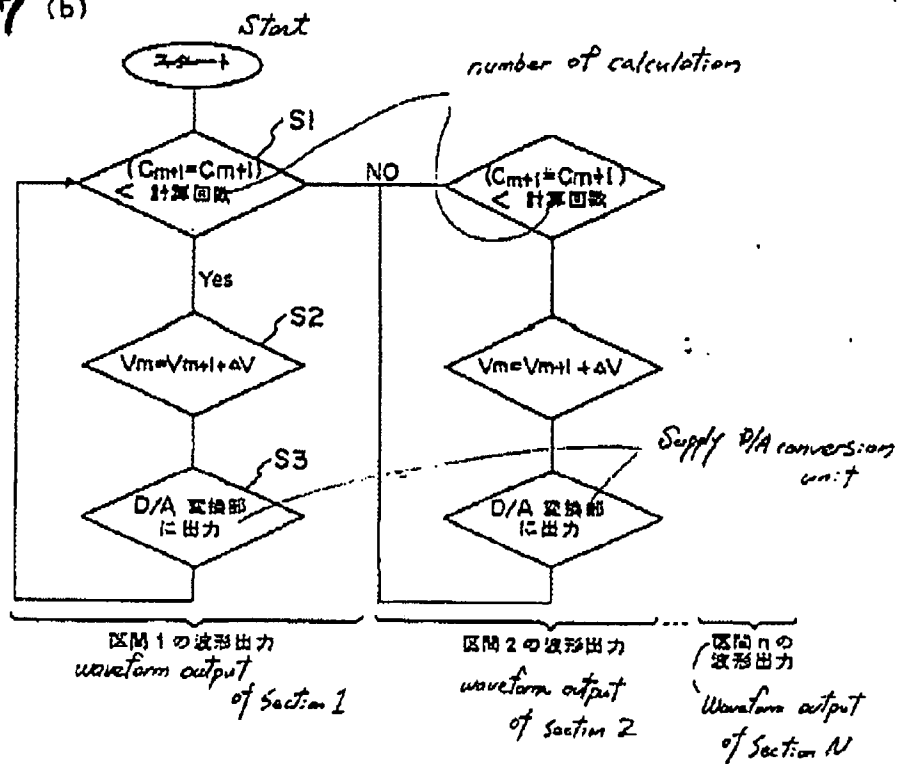 (b)
Start
スタート
number of calculation
S1
(Cm+1=Cm+1)
< 計算回数
NO
(Cm+1=Cm+1)
< 計算回数
Yes
S2
Vm=Vm+1+ΔV
Vm=Vm+1+ΔV
Supply D/A conversion
unit
S3
D/A 変換部
に出力
D/A 変換部
に出力
区間1の波形出力
waveform output
of Section 1
区間2の波形出力
waveform output
of Section 2
....
区間nの
波形出力
Waveform output
of Section N